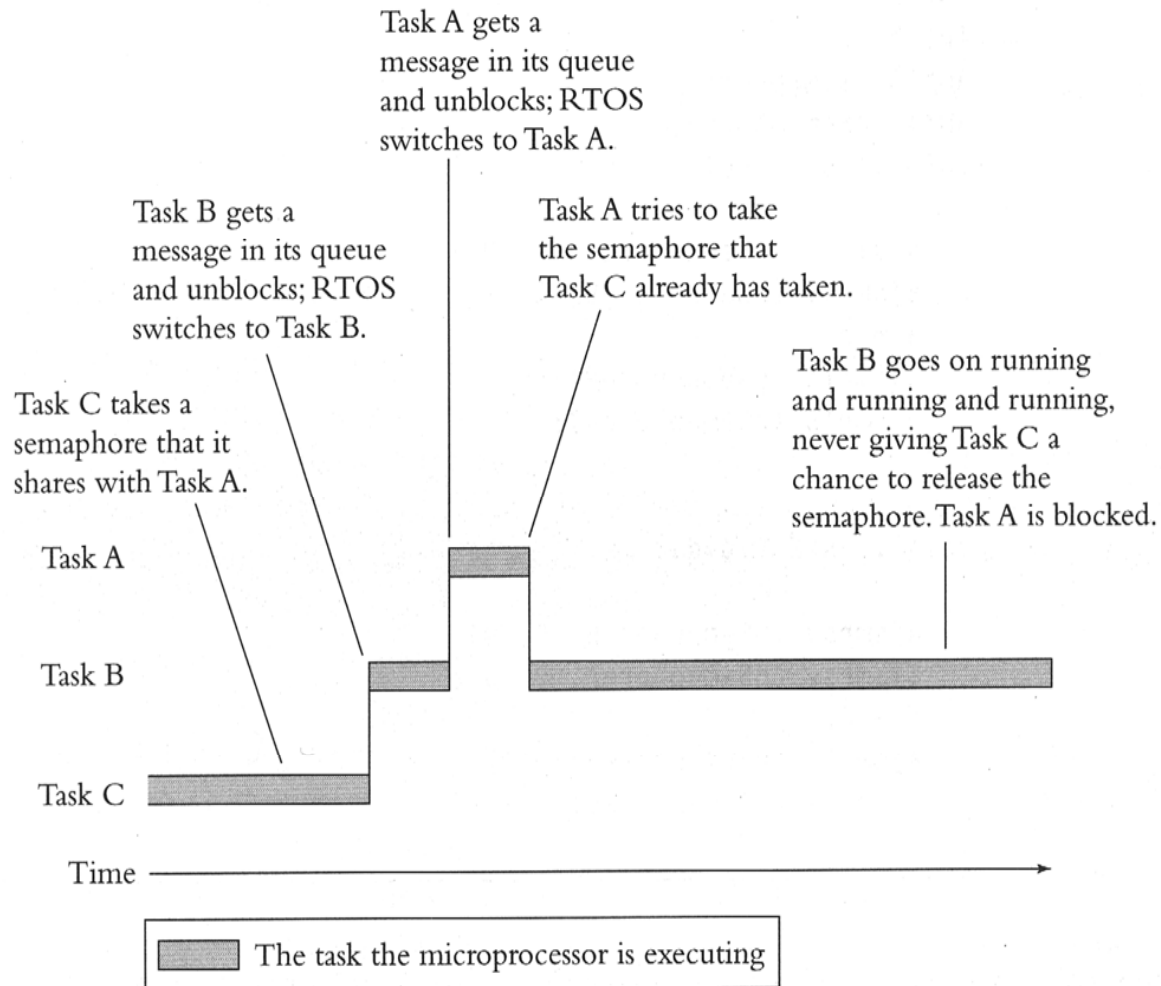 Task A gets a
message in its queue
and unblocks; RTOS
switches to Task A.
Task B gets a
message in its queue
and unblocks; RTOS
switches to Task B.
Task A tries to take
the semaphore that
Task C already has taken.
Task C takes a
semaphore that it
shares with Task A.
Task B goes on running
and running and running,
never giving Task C a
chance to release the
semaphore. Task A is blocked.
Task A
Task B
Task C
Time
The task the microprocessor is executing